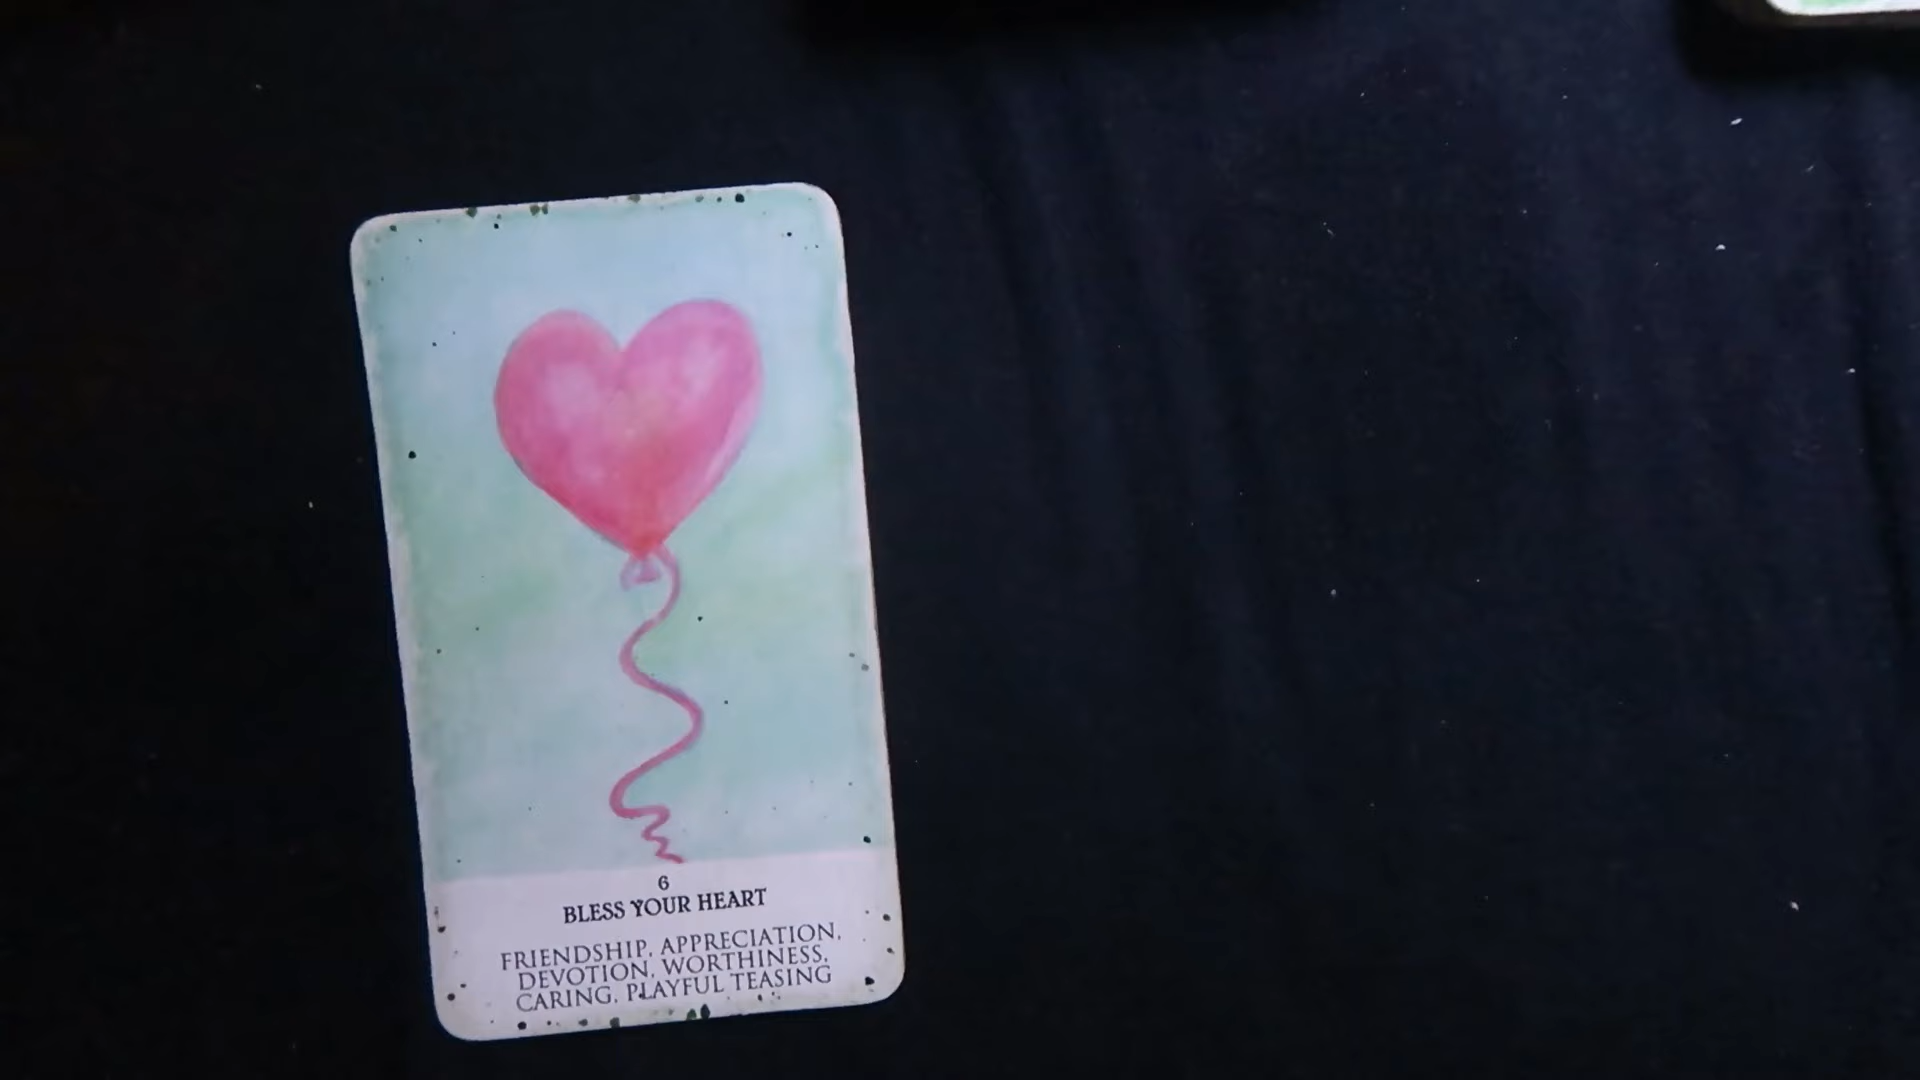 6
BLESS YOUR HEART
FRIENDSHIP, APPRECIATION,
DEVOTION, WORTHINESS,
CARING, PLAYFUL TEASING